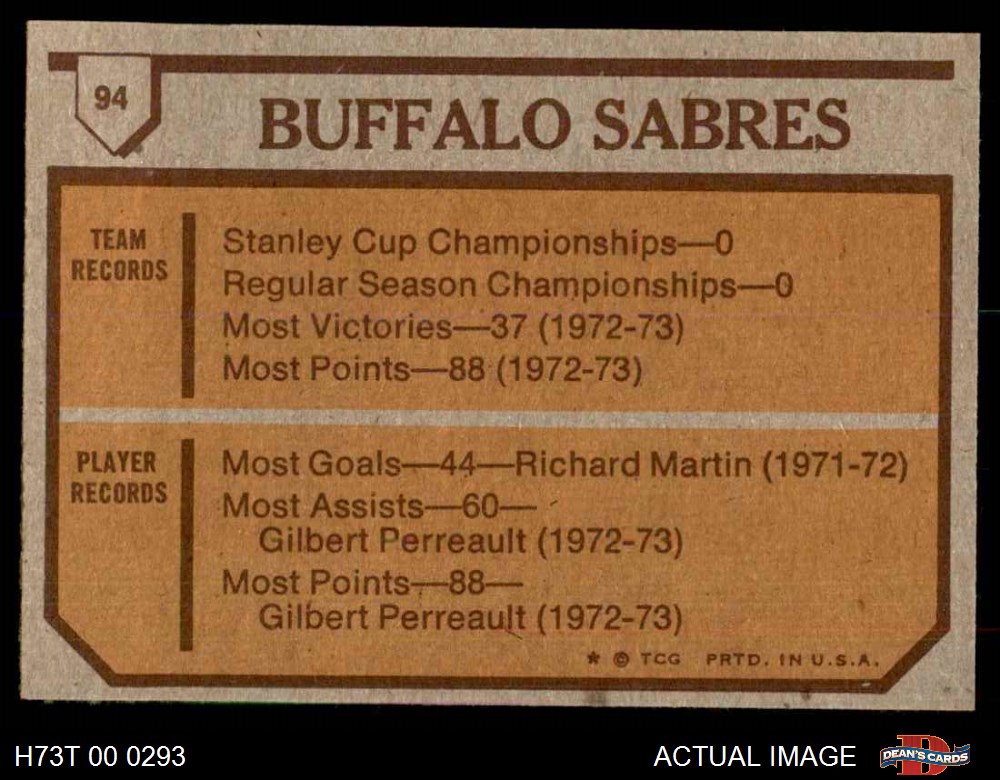 94
BUFFALO SABRES
TEAM
RECORDS
Stanley Cup Championships—0
Regular Season Championships—0
Most Victories—37 (1972-73)
Most Points—88 (1972-73)
PLAYER
RECORDS
Most Goals—44—Richard Martin (1971-72)
Most Assists—60—
Gilbert Perreault (1972-73)
Most Points—88—
Gilbert Perreault (1972-73)
* © TCG PRTD. IN U.S.A.
H73T 00 0293
ACTUAL IMAGE
DEAN'S CARDS